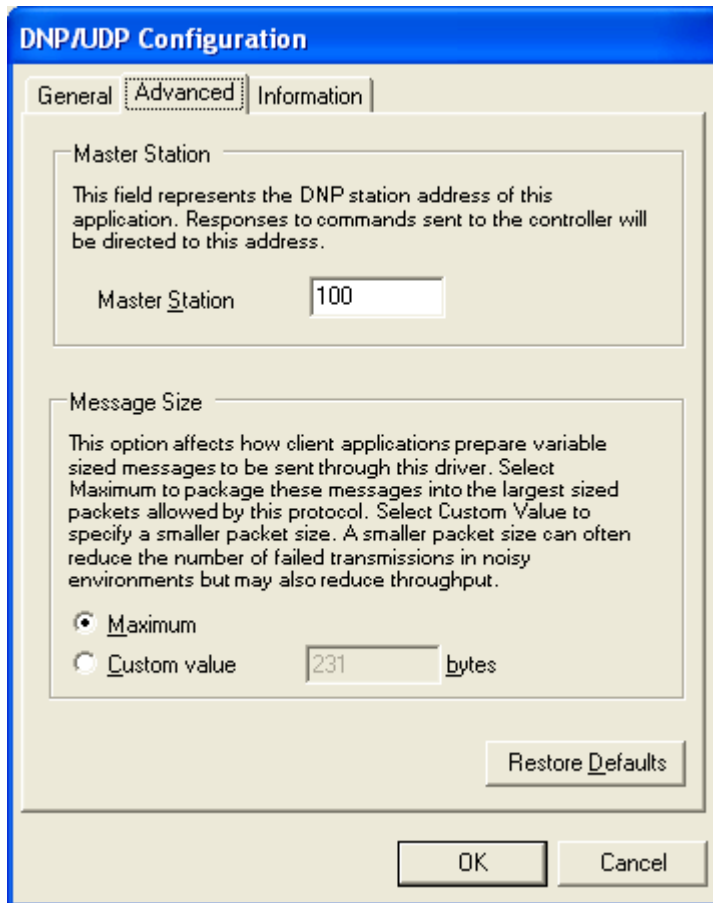 DNP/UDP Configuration
General Advanced Information
Master Station
This field represents the DNP station address of this
application. Responses to commands sent to the controller will
be directed to this address.
Master Station 100
Message Size
This option affects how client applications prepare variable
sized messages to be sent through this driver. Select
Maximum to package these messages into the largest sized
packets allowed by this protocol. Select Custom Value to
specify a smaller packet size. A smaller packet size can often
reduce the number of failed transmissions in noisy
environments but may also reduce throughput.
Maximum
Custom value 231 bytes
Restore Defaults
OK Cancel